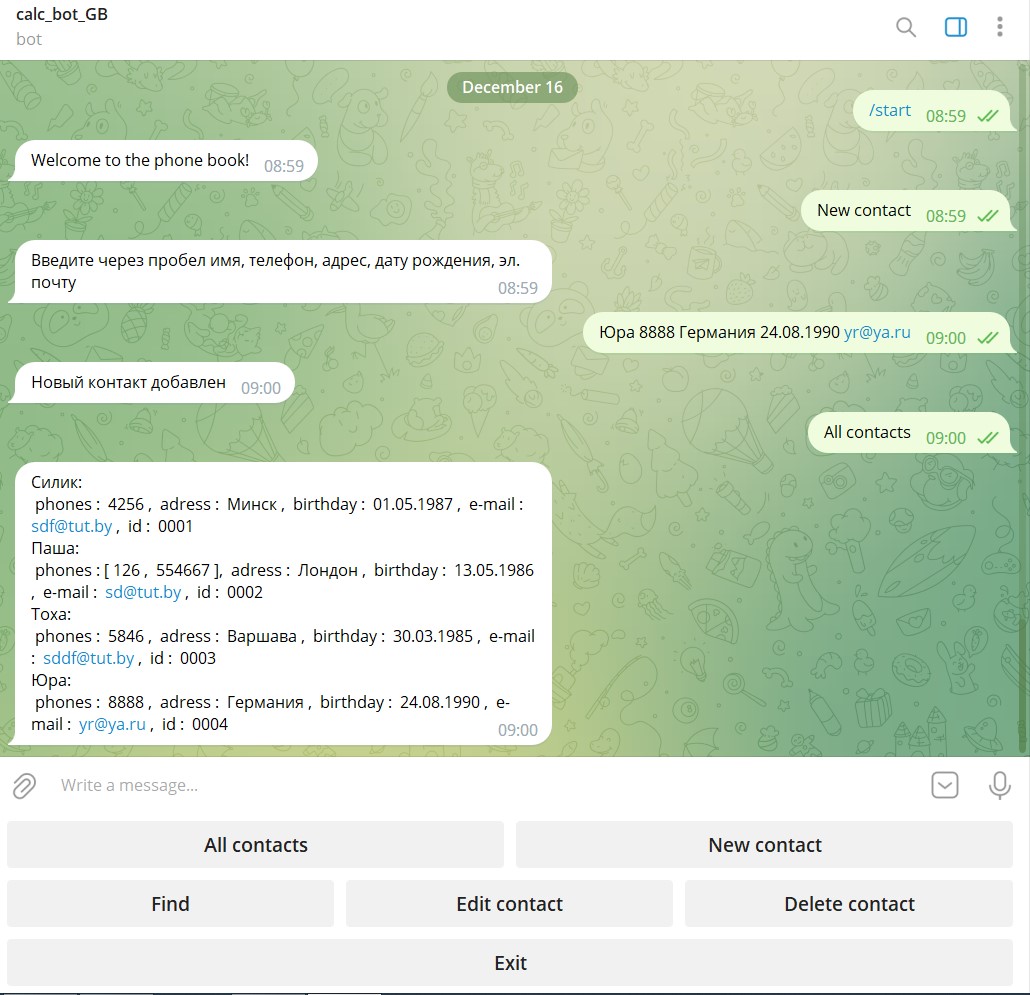 calc_bot_GB
bot
December 16
/start 08:59
Welcome to the phone book! 08:59
New contact 08:59
Введите через пробел имя, телефон, адрес, дату рождения, эл.
почту 08:59
Юра 8888 Германия 24.08.1990 yr@ya.ru 09:00
Новый контакт добавлен 09:00
All contacts 09:00
Силик:
phones : 4256 , adress : Минск , birthday : 01.05.1987 , e-mail :
sdf@tut.by , id : 0001
Паша:
phones : [ 126 , 554667 ], adress : Лондон , birthday : 13.05.1986
, e-mail : sd@tut.by , id : 0002
Тоха:
phones : 5846 , adress : Варшава , birthday : 30.03.1985 , e-mail
: sddf@tut.by , id : 0003
Юра:
phones : 8888 , adress : Германия , birthday : 24.08.1990 , e-
mail : yr@ya.ru , id : 0004 09:00
Write a message...
All contacts New contact
Find Edit contact Delete contact
Exit